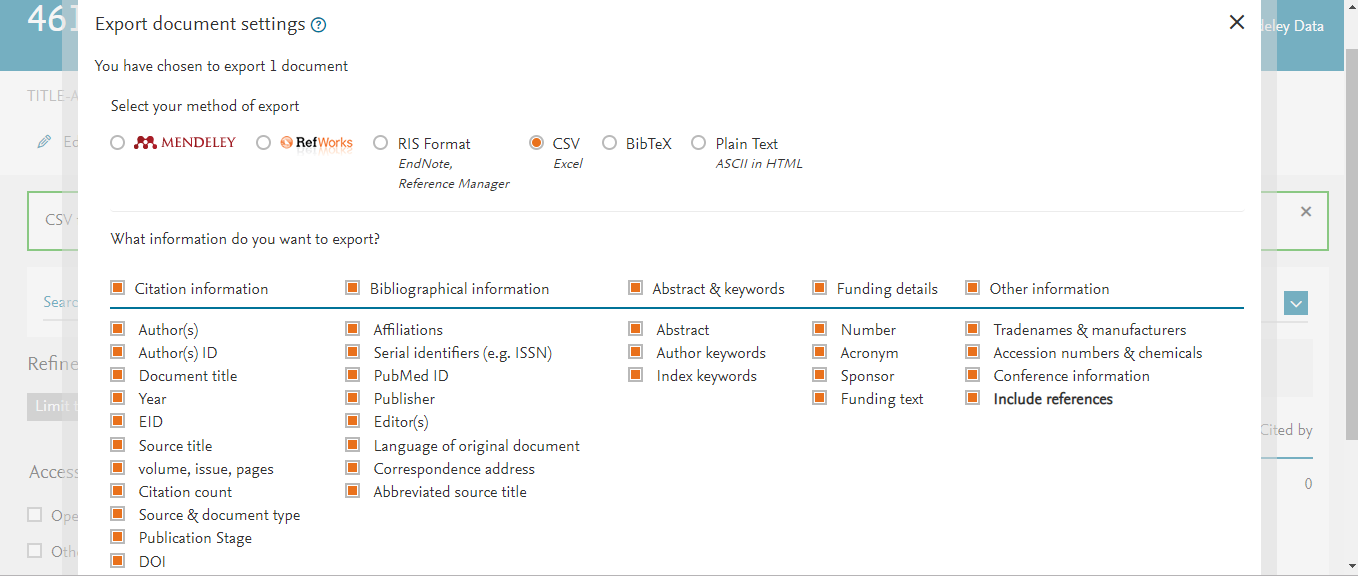 461
Export document settings ?
deley Data
You have chosen to export 1 document
TITLE-A
Select your method of export
MENDELEY RefWorks RIS Format CSV BibTeX Plain Text
EndNote, Excel ASCII in HTML
Reference Manager
CSV
What information do you want to export?
Citation information Bibliographical information Abstract & keywords Funding details Other information
Searc
Author(s) Affiliations Abstract Number Tradenames & manufacturers
Author(s) ID Serial identifiers (e.g. ISSN) Author keywords Acronym Accession numbers & chemicals
Refine
Document title PubMed ID Index keywords Sponsor Conference information
Year Publisher Funding text Include references
Limit
EID Editor(s)
Cited by
Source title Language of original document
volume, issue, pages Correspondence address
Access
Citation count Abbreviated source title
0
Source & document type
Ope
Publication Stage
Oth
DOI